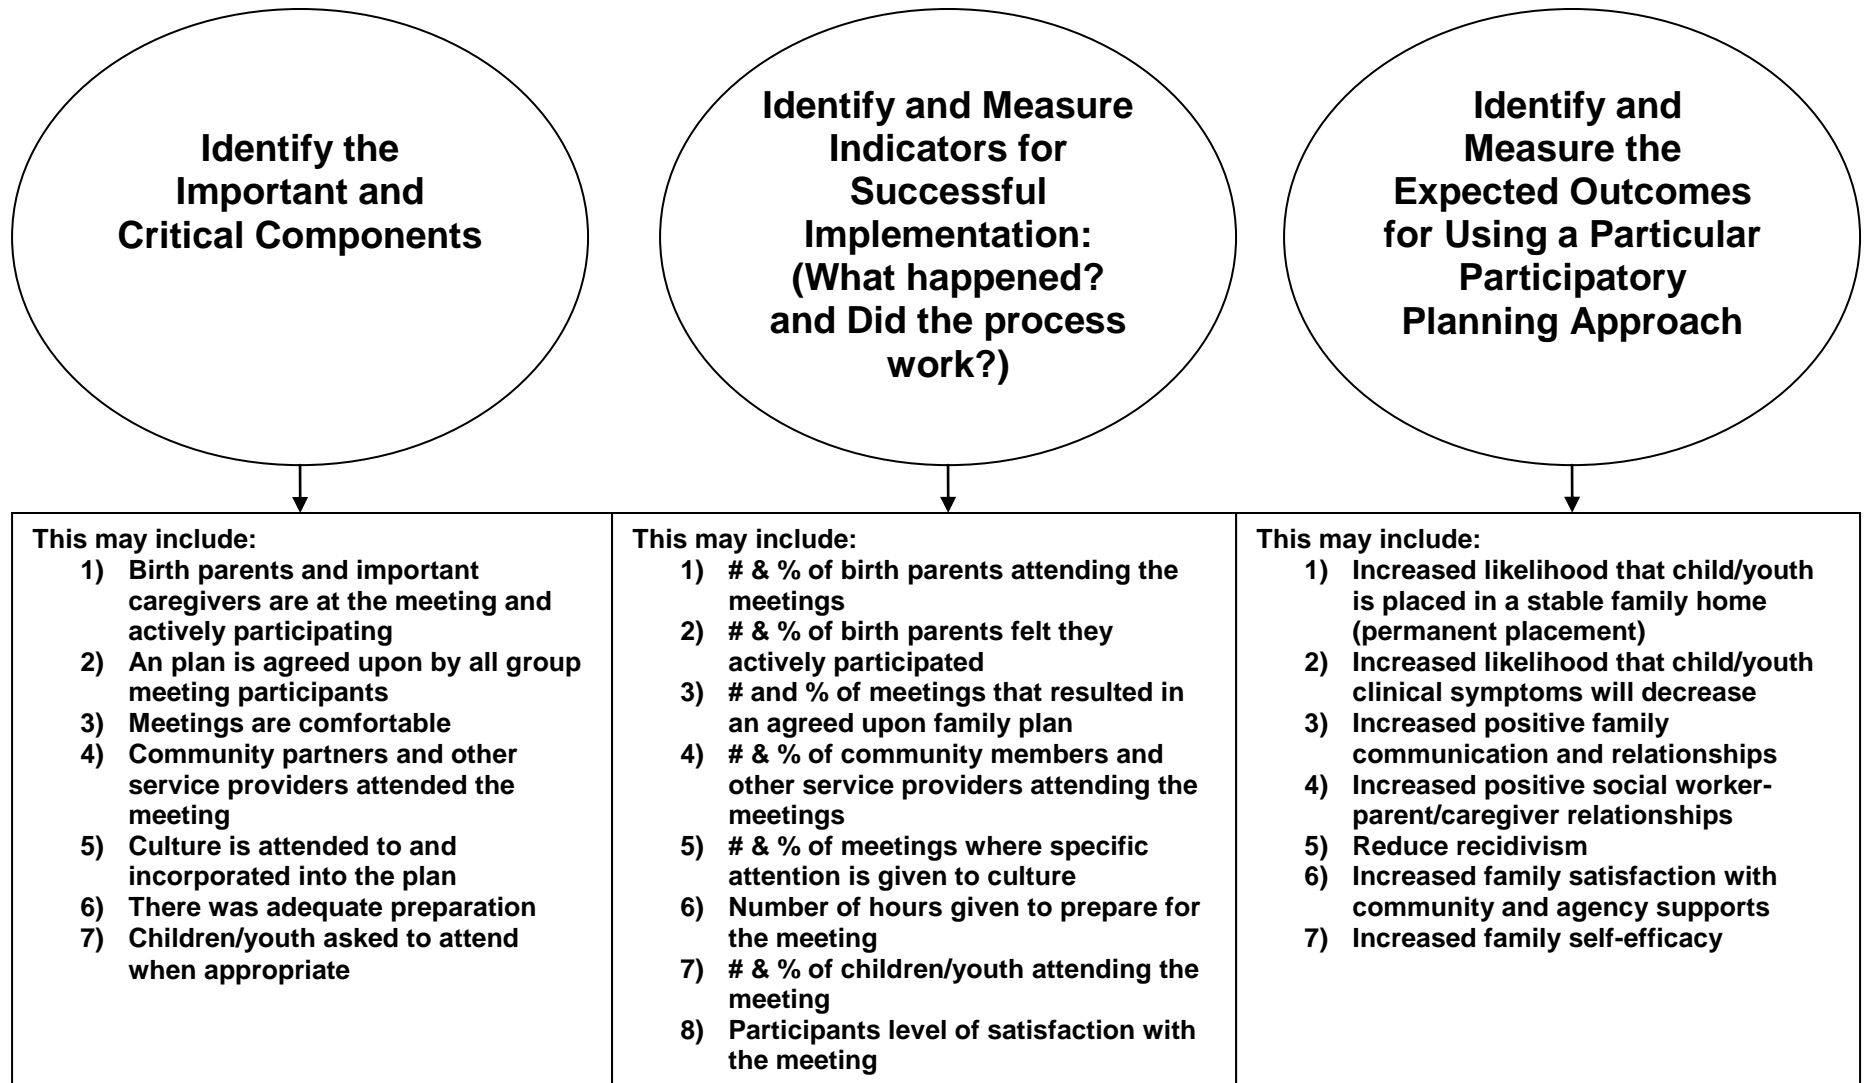 Identify the
Important and
Critical Components
Identify and Measure
Indicators for
Successful
Implementation:
(What happened?
and Did the process
work?)
Identify and
Measure the
Expected Outcomes
for Using a Particular
Participatory
Planning Approach
This may include:
1) Birth parents and important
caregivers are at the meeting and
actively participating
2) An plan is agreed upon by all group
meeting participants
3) Meetings are comfortable
4) Community partners and other
service providers attended the
meeting
5) Culture is attended to and
incorporated into the plan
6) There was adequate preparation
7) Children/youth asked to attend
when appropriate
This may include:
1) # & % of birth parents attending the
meetings
2) # & % of birth parents felt they
actively participated
3) # and % of meetings that resulted in
an agreed upon family plan
4) # & % of community members and
other service providers attending the
meetings
5) # & % of meetings where specific
attention is given to culture
6) Number of hours given to prepare for
the meeting
7) # & % of children/youth attending the
meeting
8) Participants level of satisfaction with
the meeting
This may include:
1) Increased likelihood that child/youth
is placed in a stable family home
(permanent placement)
2) Increased likelihood that child/youth
clinical symptoms will decrease
3) Increased positive family
communication and relationships
4) Increased positive social worker-
parent/caregiver relationships
5) Reduce recidivism
6) Increased family satisfaction with
community and agency supports
7) Increased family self-efficacy